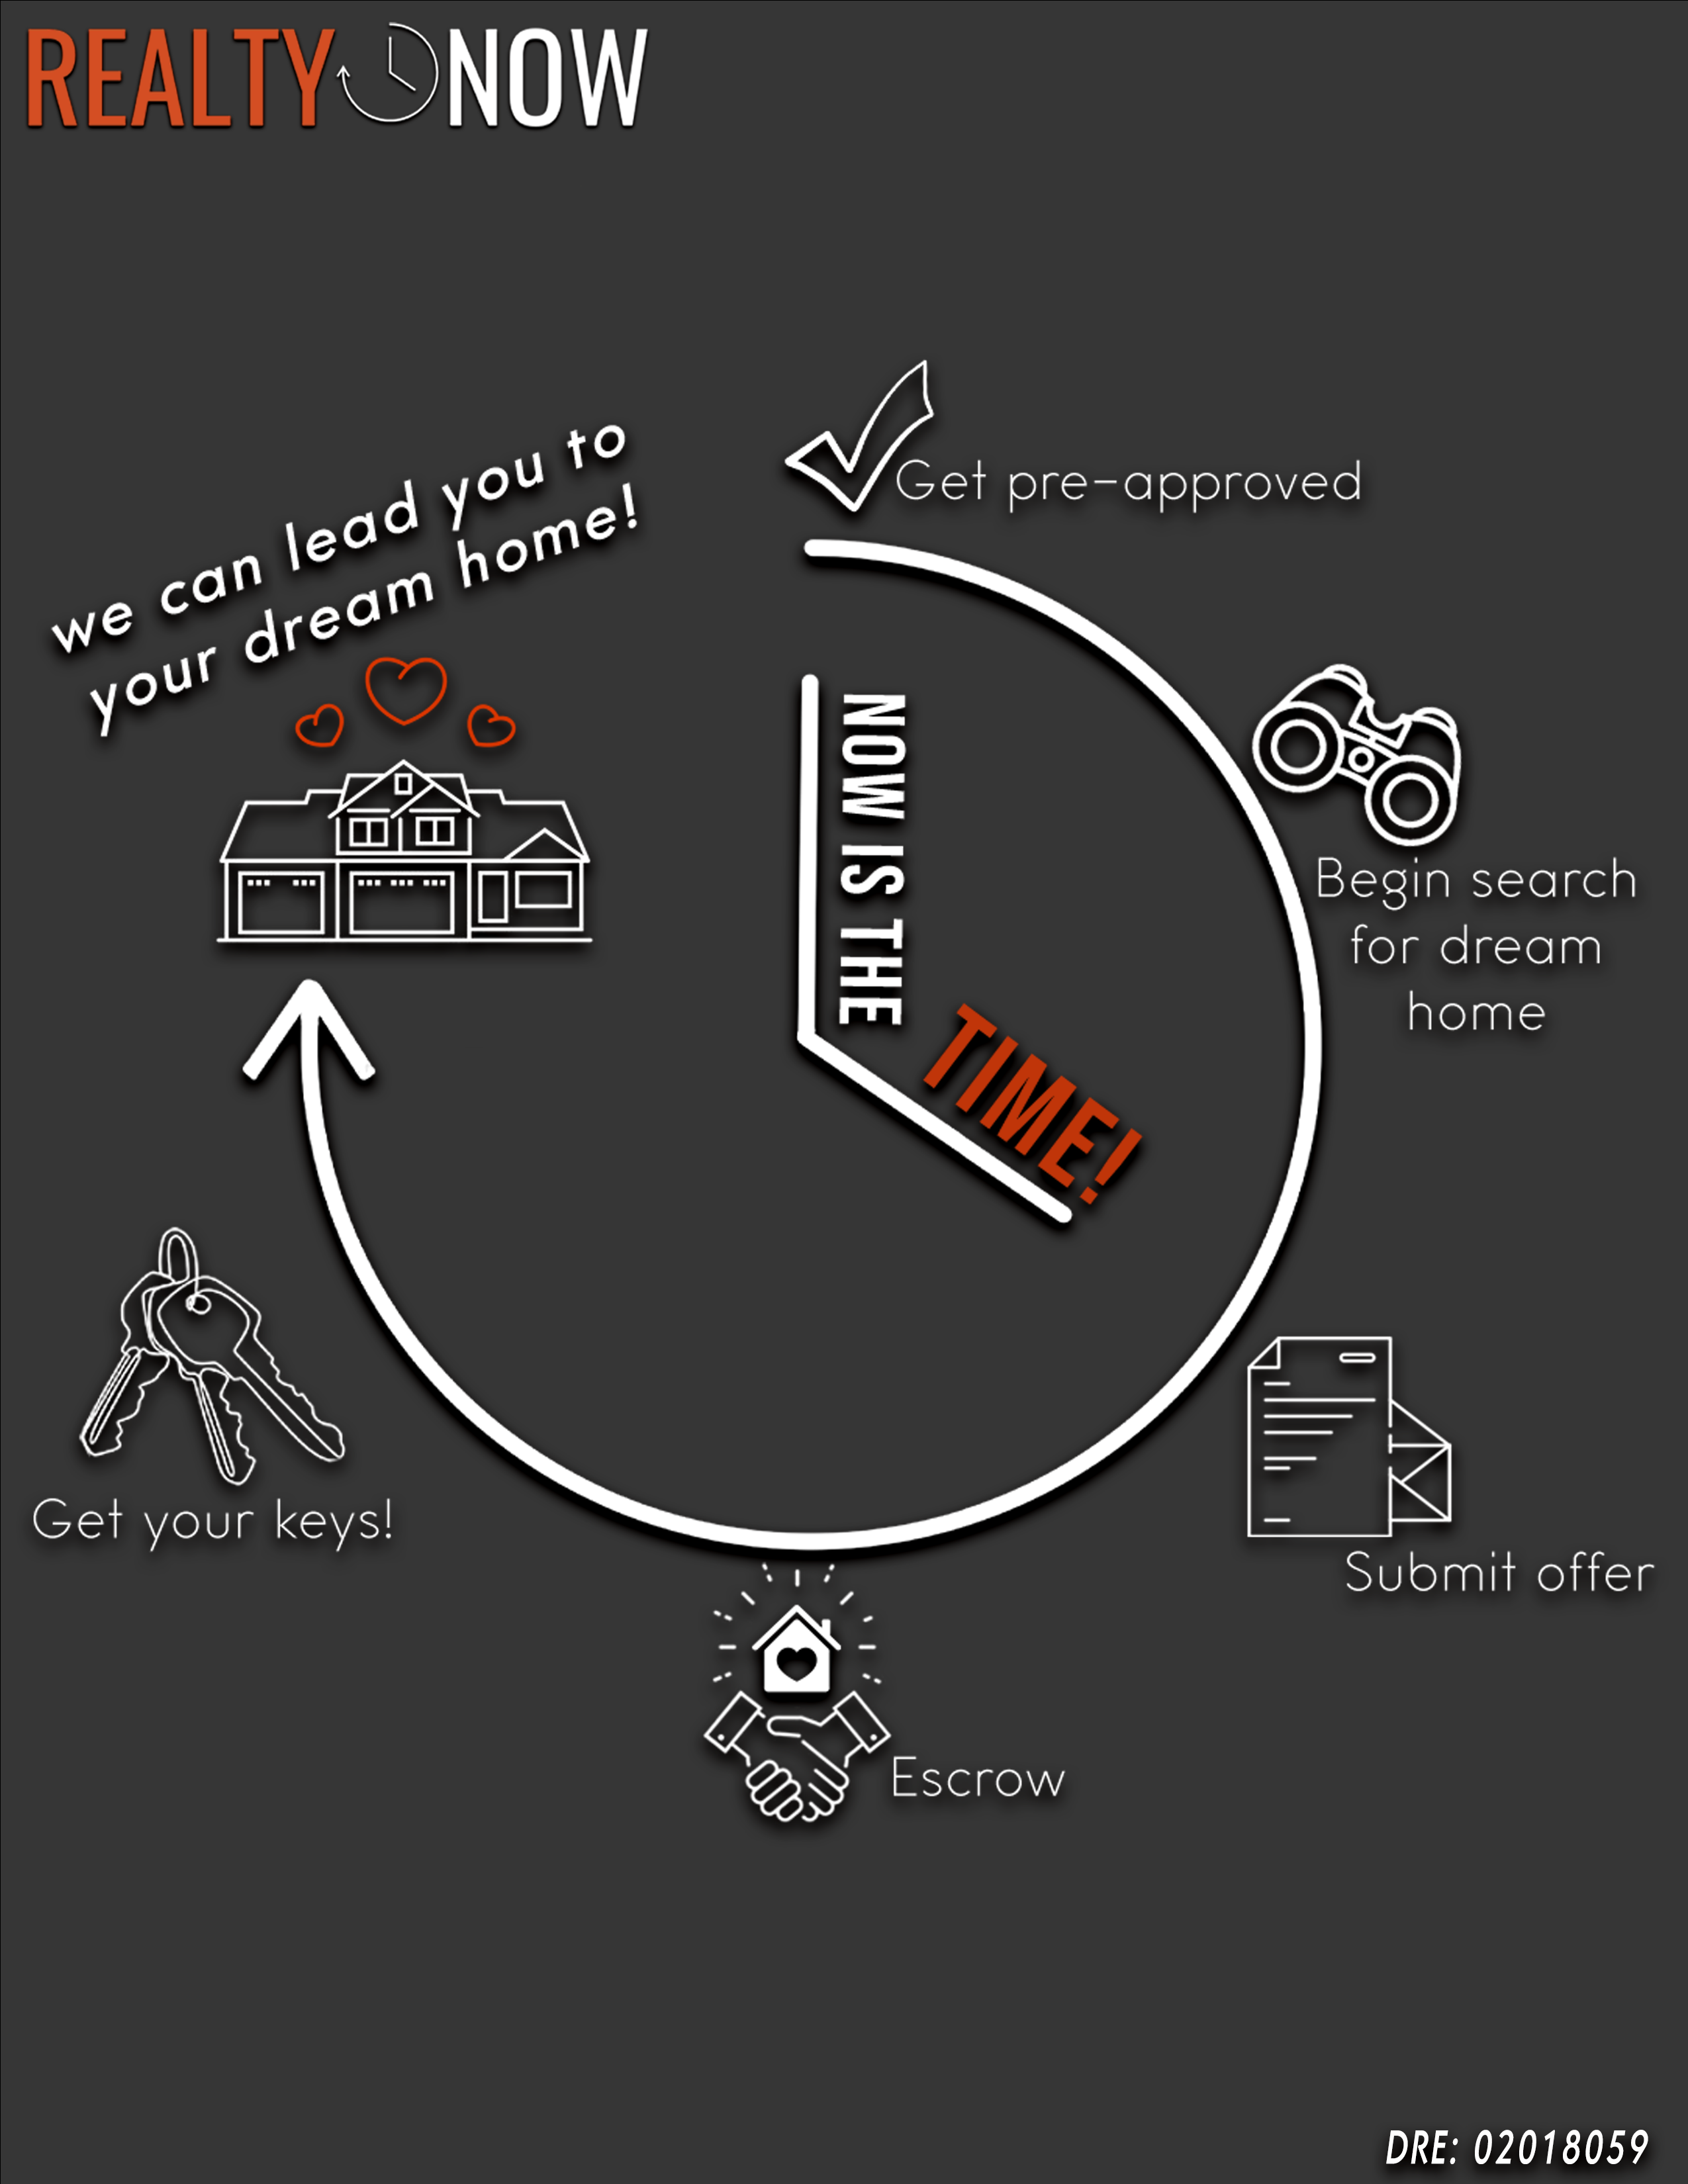 REALTY NOW
Get pre-approved
we can lead you to
your dream home!
NOW IS THE
TIME!
Begin search
for dream
home
Get your keys!
Submit offer
Escrow
DRE: 02018059